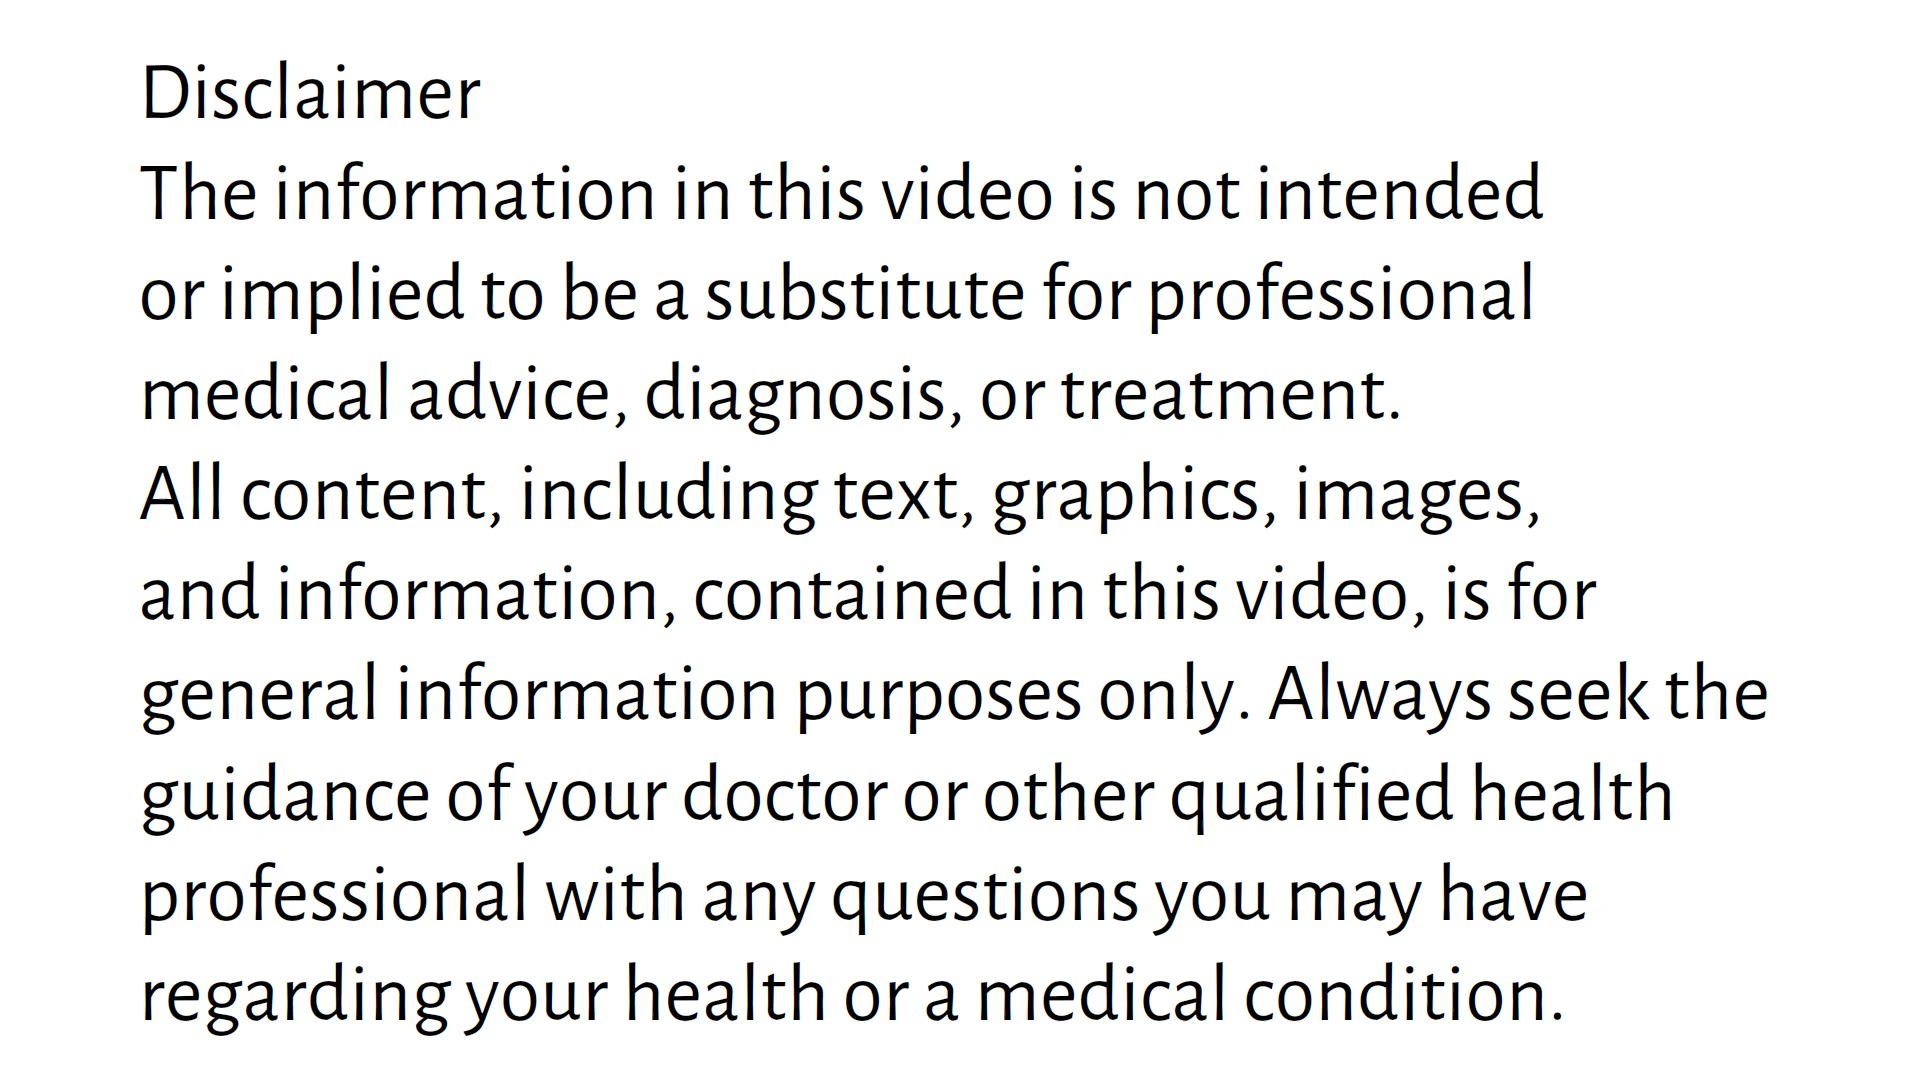 Disclaimer
The information in this video is not intended
or implied to be a substitute for professional
medical advice, diagnosis, or treatment.
All content, including text, graphics, images,
and information, contained in this video, is for
general information purposes only. Always seek the
guidance of your doctor or other qualified health
professional with any questions you may have
regarding your health or a medical condition.